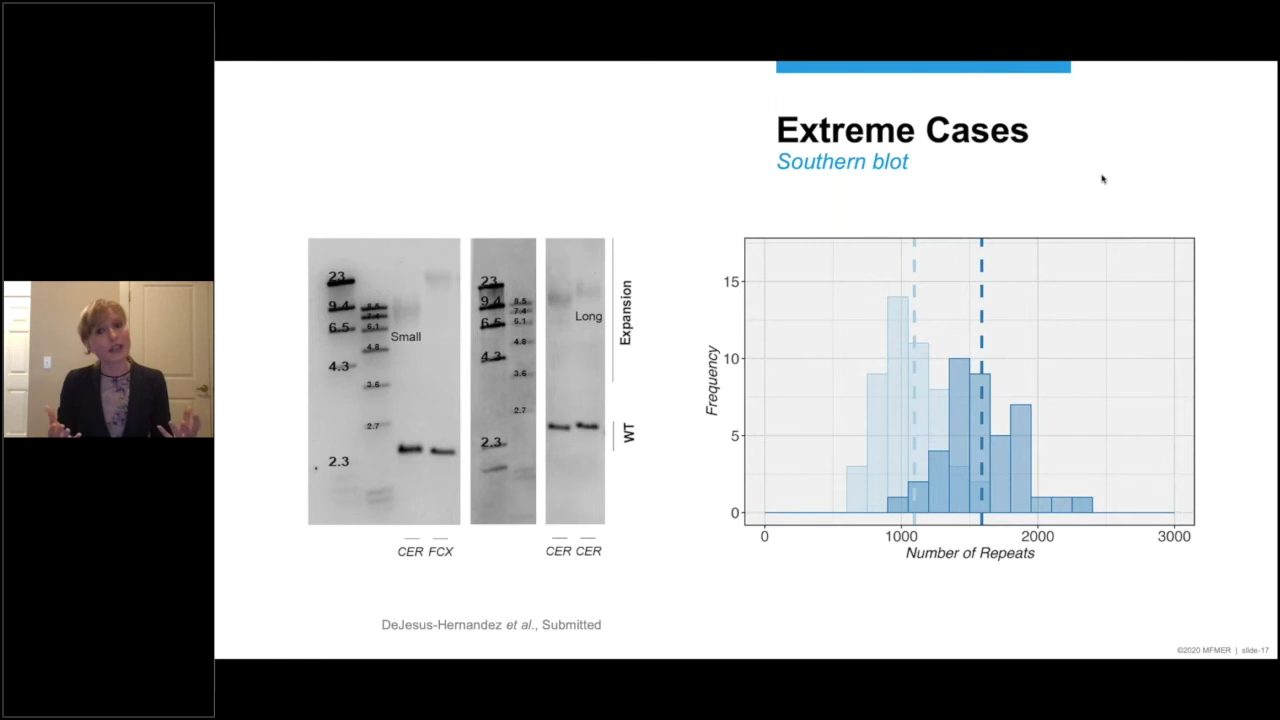 Extreme Cases
Southern blot
23
9.4
6.5
4.3
2.3
8.5
7.4
6.1
4.8
3.6
2.7
Small
CER FCX
23
9.4
6.5
4.3
2.3
8.5
7.4
6.1
4.8
3.6
2.7
Long
CER CER
Expansion
WT
Frequency
15
10
5
0
0 1000 2000 3000
Number of Repeats
DeJesus-Hernandez et al., Submitted
©2020 MFMER | slide-17